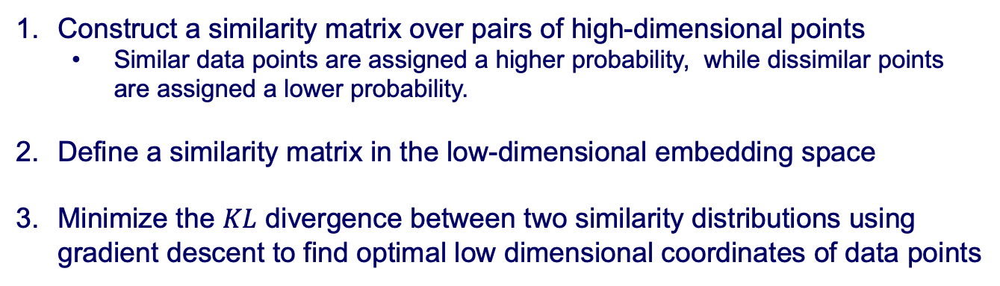 1. Construct a similarity matrix over pairs of high-dimensional points
• Similar data points are assigned a higher probability,  while dissimilar points
are assigned a lower probability.
2. Define a similarity matrix in the low-dimensional embedding space
3. Minimize the KL divergence between two similarity distributions using
gradient descent to find optimal low dimensional coordinates of data points